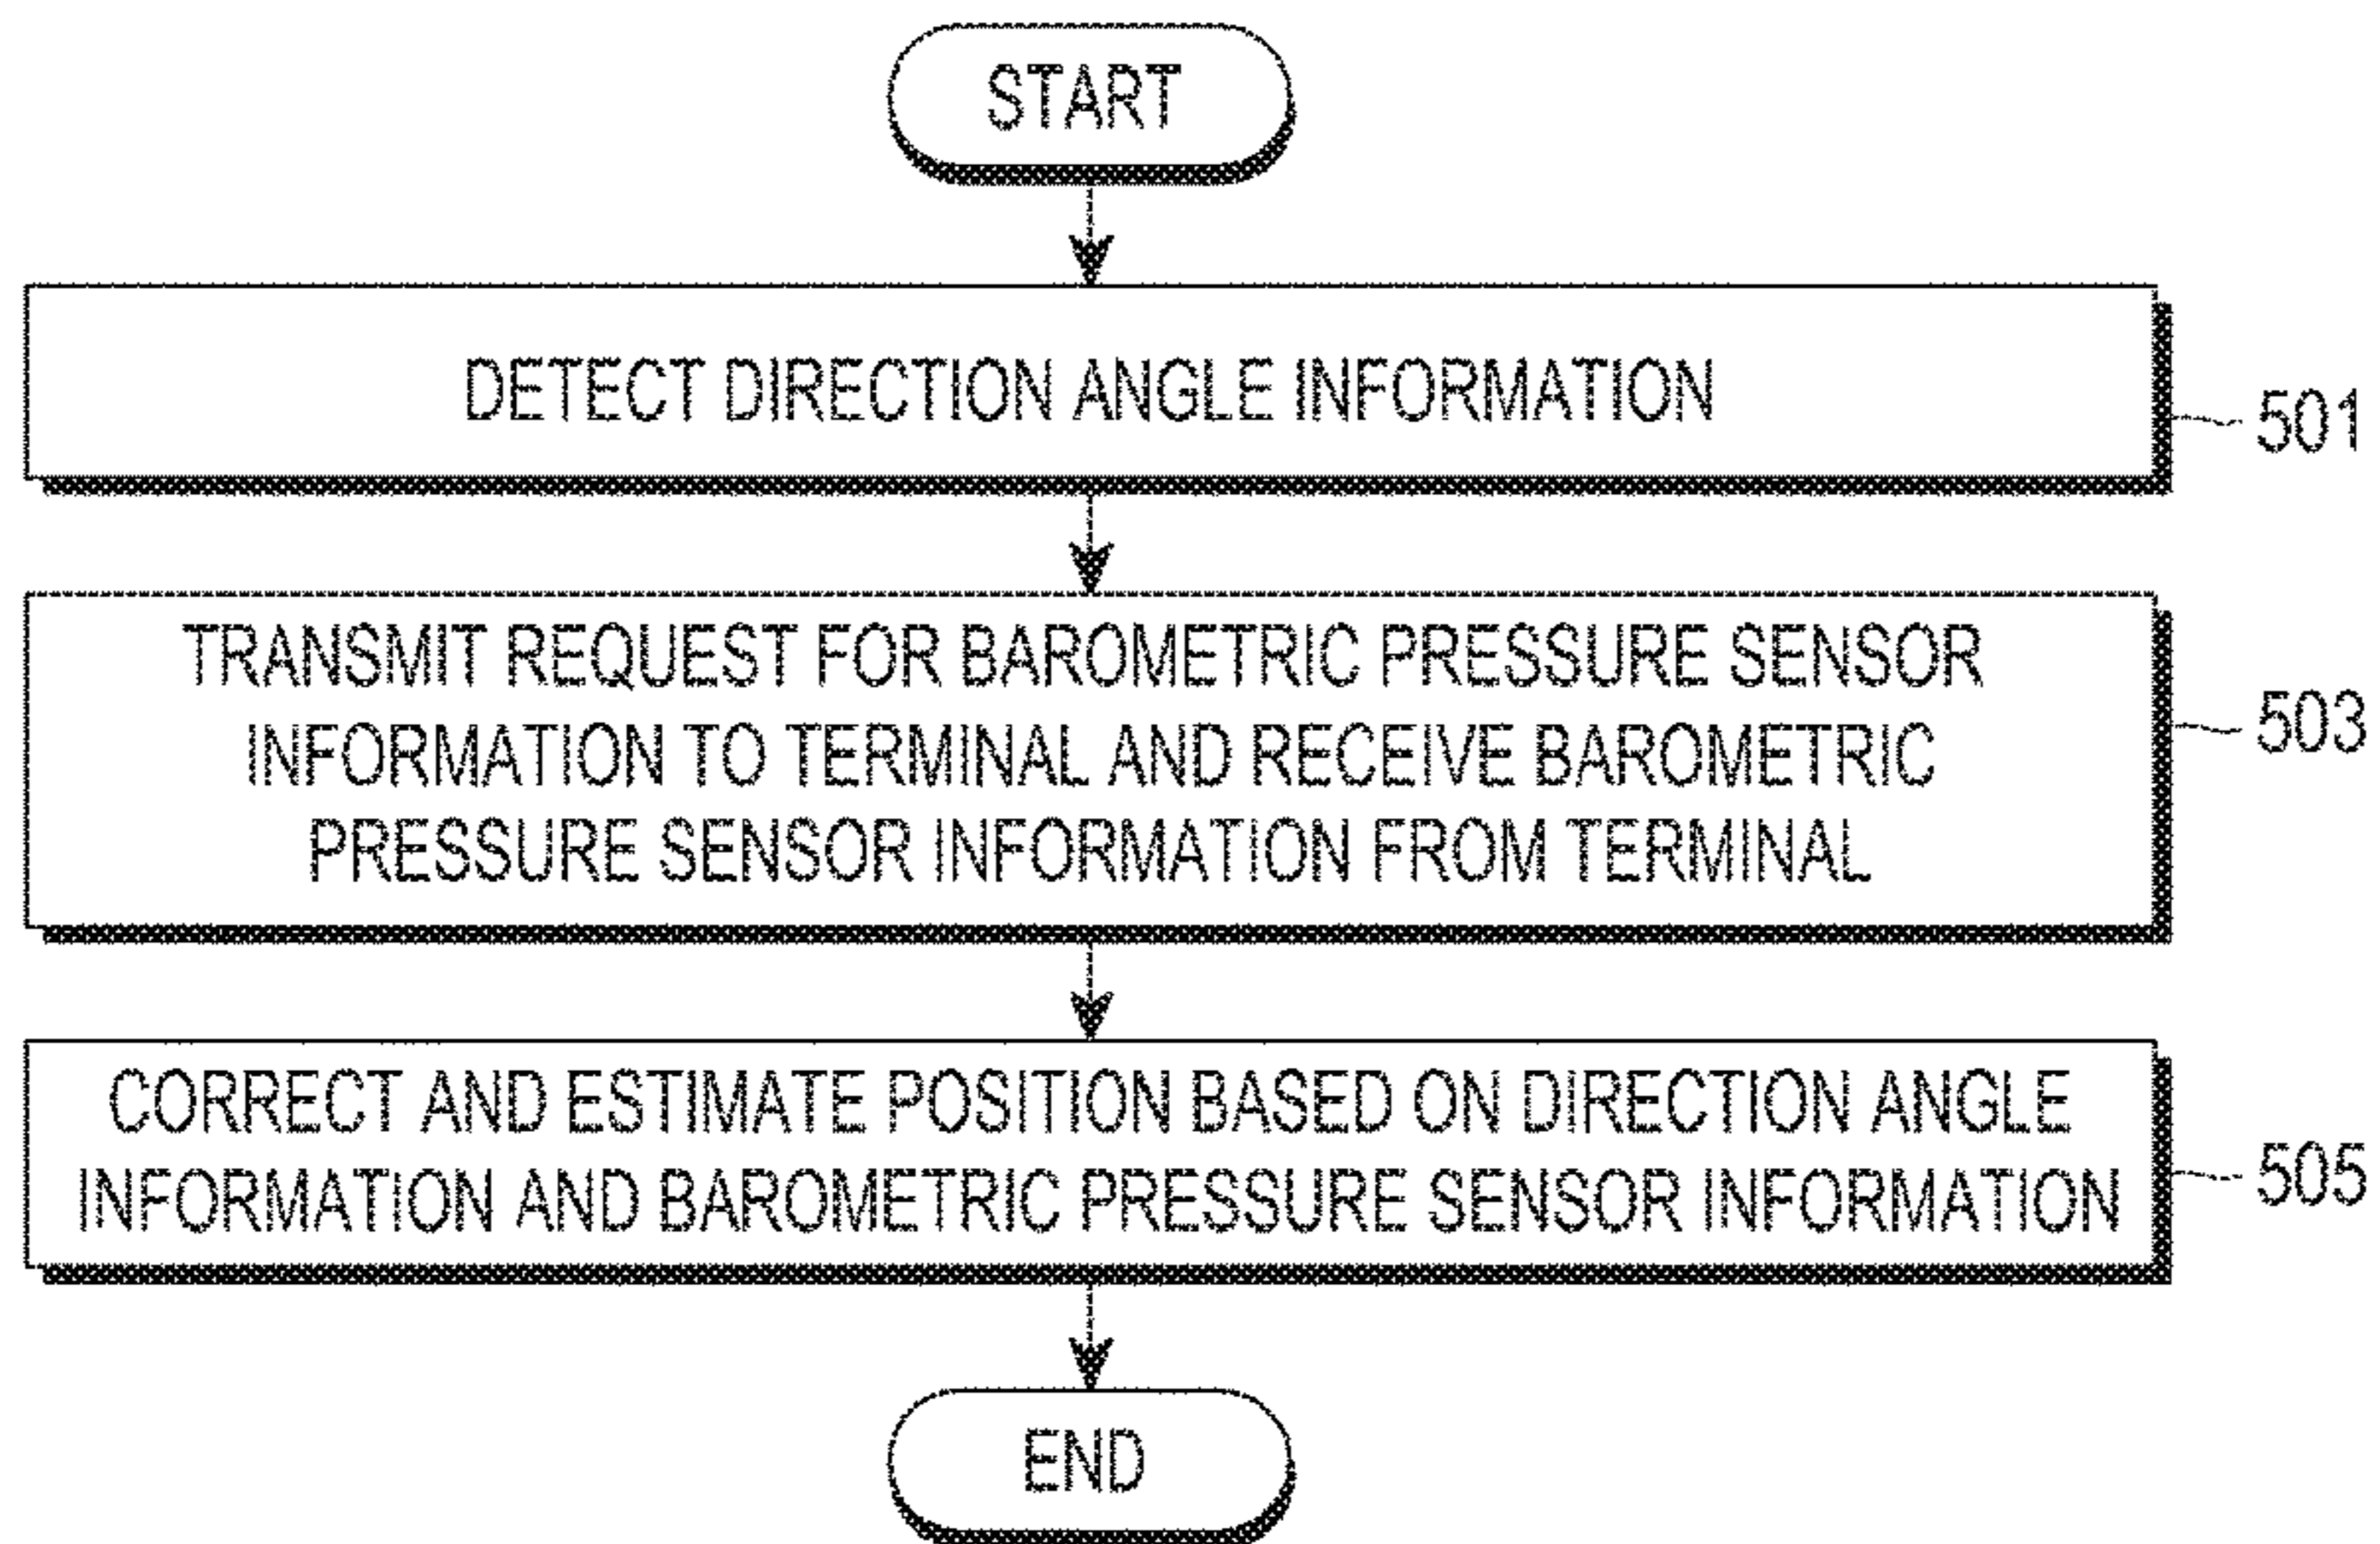 START
DETECT DIRECTION ANGLE INFORMATION
501
TRANSMIT REQUEST FOR BAROMETRIC PRESSURE SENSOR
INFORMATION TO TERMINAL AND RECEIVE BAROMETRIC
PRESSURE SENSOR INFORMATION FROM TERMINAL
503
CORRECT AND ESTIMATE POSITION BASED ON DIRECTION ANGLE
INFORMATION AND BAROMETRIC PRESSURE SENSOR INFORMATION
505
END